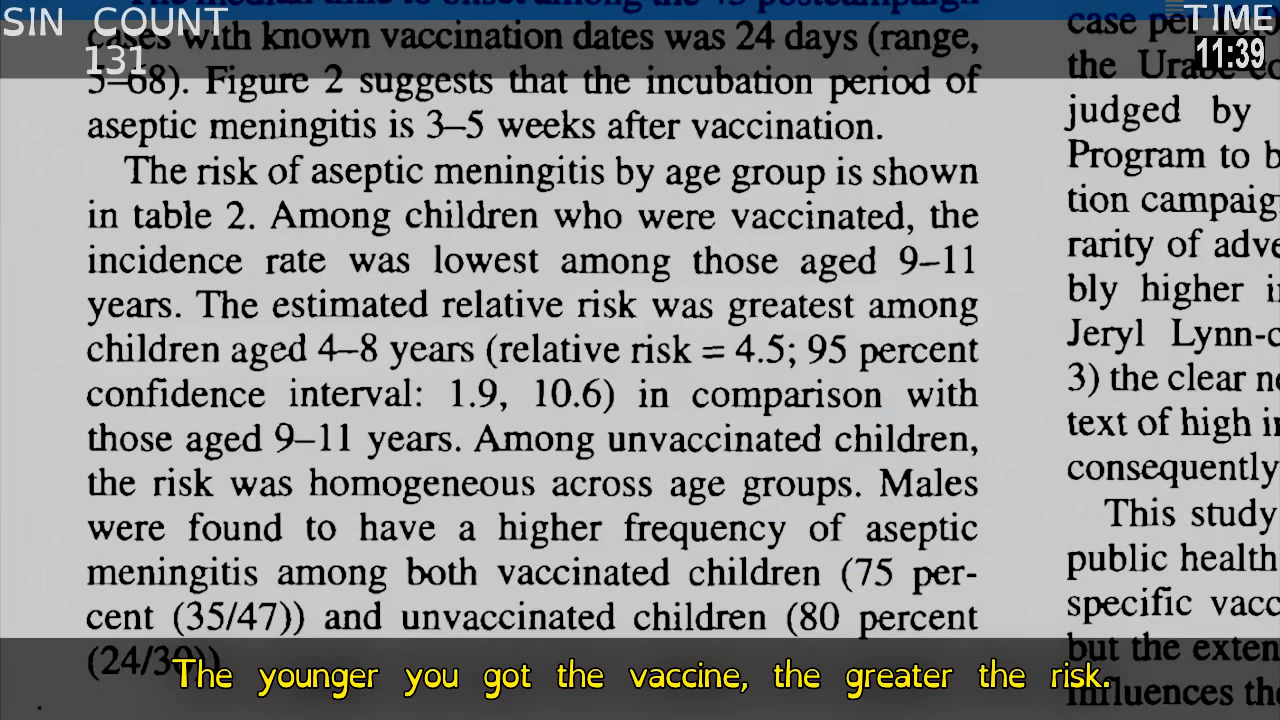 SIN COUNT
131
TIME
11:39
cases with known vaccination dates was 24 days (range,
5–68). Figure 2 suggests that the incubation period of
aseptic meningitis is 3–5 weeks after vaccination.
The risk of aseptic meningitis by age group is shown
in table 2. Among children who were vaccinated, the
incidence rate was lowest among those aged 9–11
years. The estimated relative risk was greatest among
children aged 4–8 years (relative risk = 4.5; 95 percent
confidence interval: 1.9, 10.6) in comparison with
those aged 9–11 years. Among unvaccinated children,
the risk was homogeneous across age groups. Males
were found to have a higher frequency of aseptic
meningitis among both vaccinated children (75 per-
cent (35/47)) and unvaccinated children (80 percent
(24/30))
case per
the Urabe
judged by
Program to b
tion campaig
rarity of adve
bly higher i
Jeryl Lynn-c
3) the clear ne
text of high i
consequently
This study
public health
specific vacc
but the exten
influences the
The younger you got the vaccine, the greater the risk.